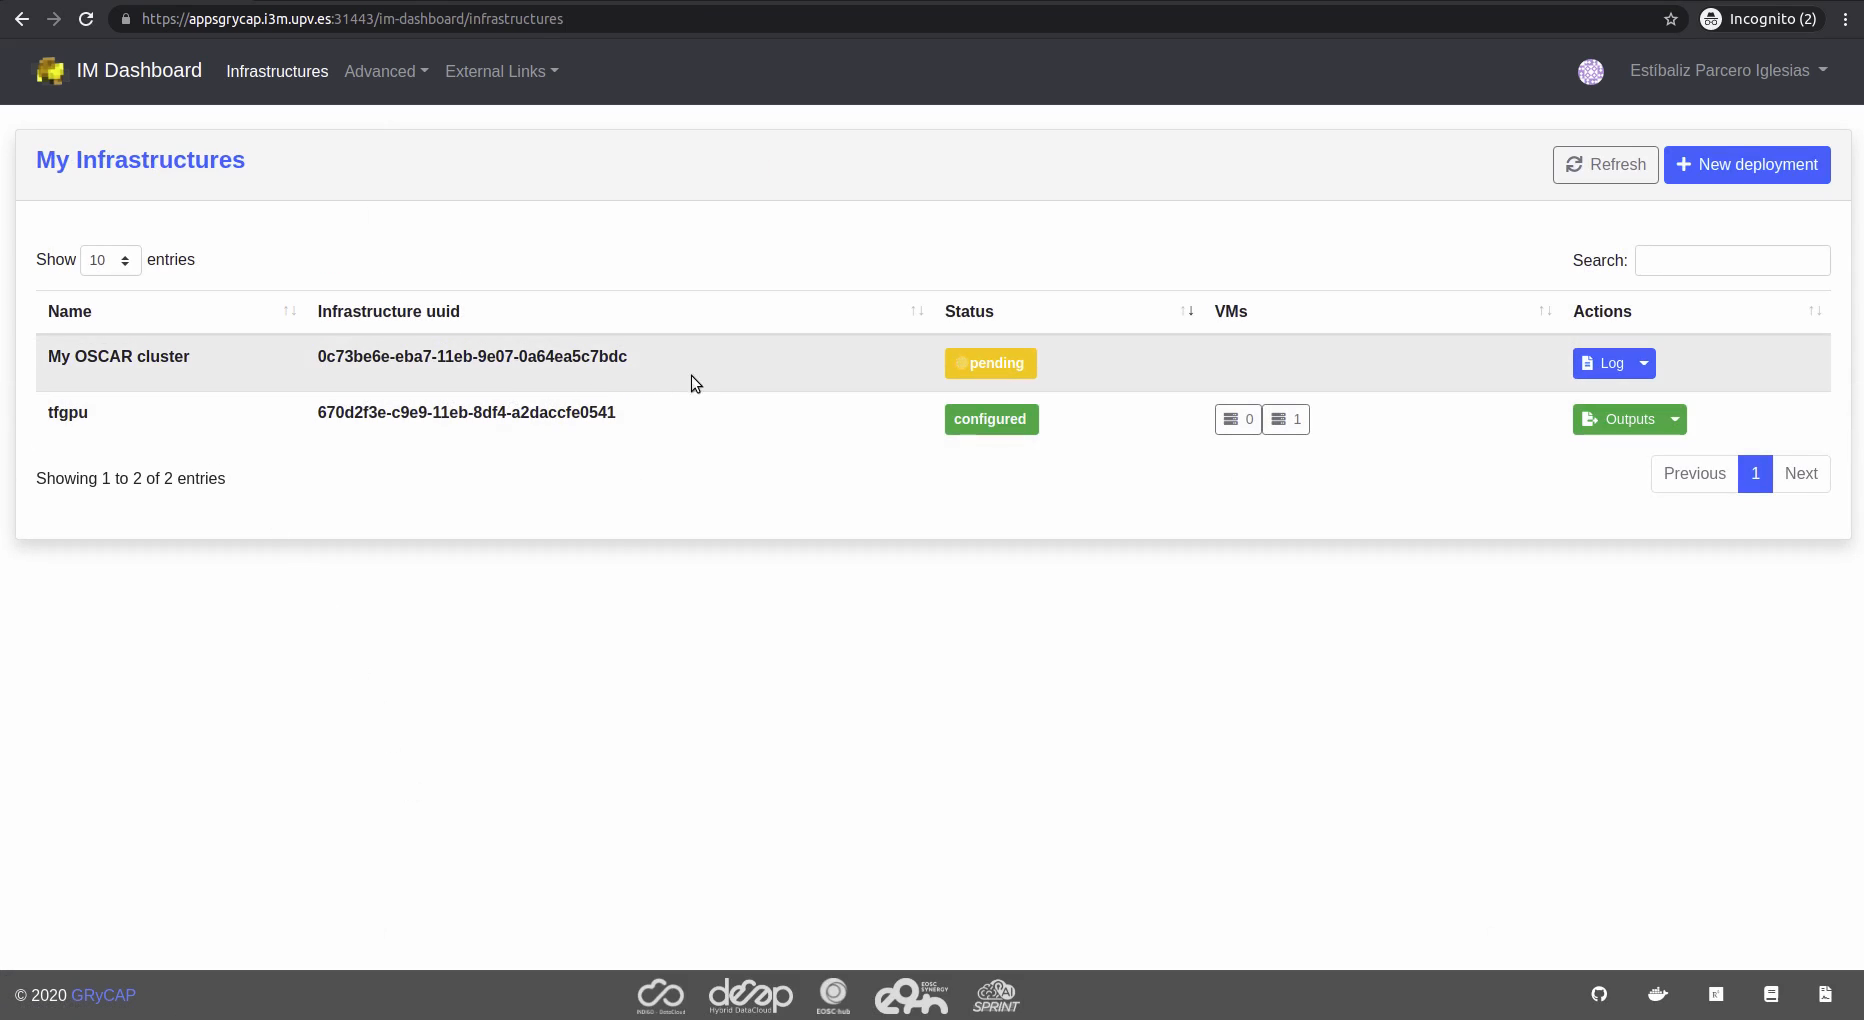 https://appsgrycap.i3m.upv.es:31443/im-dashboard/infrastructures
Incognito (2)
IM Dashboard
Infrastructures
Advanced
External Links
Estíbaliz Parcero Iglesias
My Infrastructures
Refresh
New deployment
Show 10 entries
Search:
Name
Infrastructure uuid
Status
VMs
Actions
My OSCAR cluster
0c73be6e-eba7-11eb-9e07-0a64ea5c7bdc
pending
Log
tfgpu
670d2f3e-c9e9-11eb-8df4-a2daccfe0541
configured
0
1
Outputs
Showing 1 to 2 of 2 entries
Previous
1
Next
© 2020 GRyCAP
INDIGO - DataCloud
deep
Hybrid DataCloud
EOSC-hub
EOSC
SYNERGY
AI
SPRINT